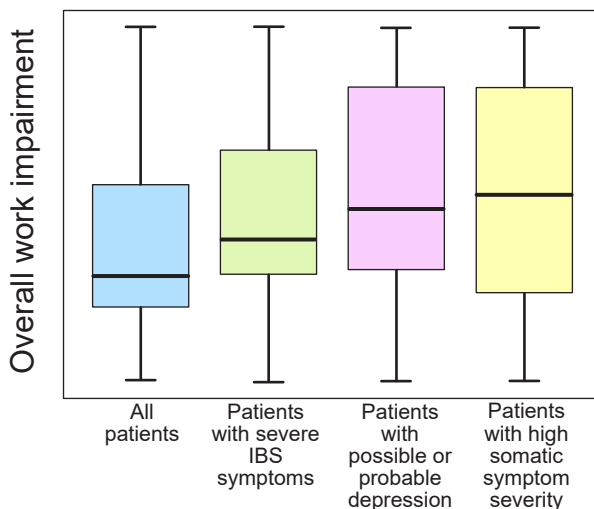 Overall work impairment
All
patients
Patients
with severe
IBS
symptoms
Patients
with
possible or
probable
depression
Patients
with high
somatic
symptom
severity